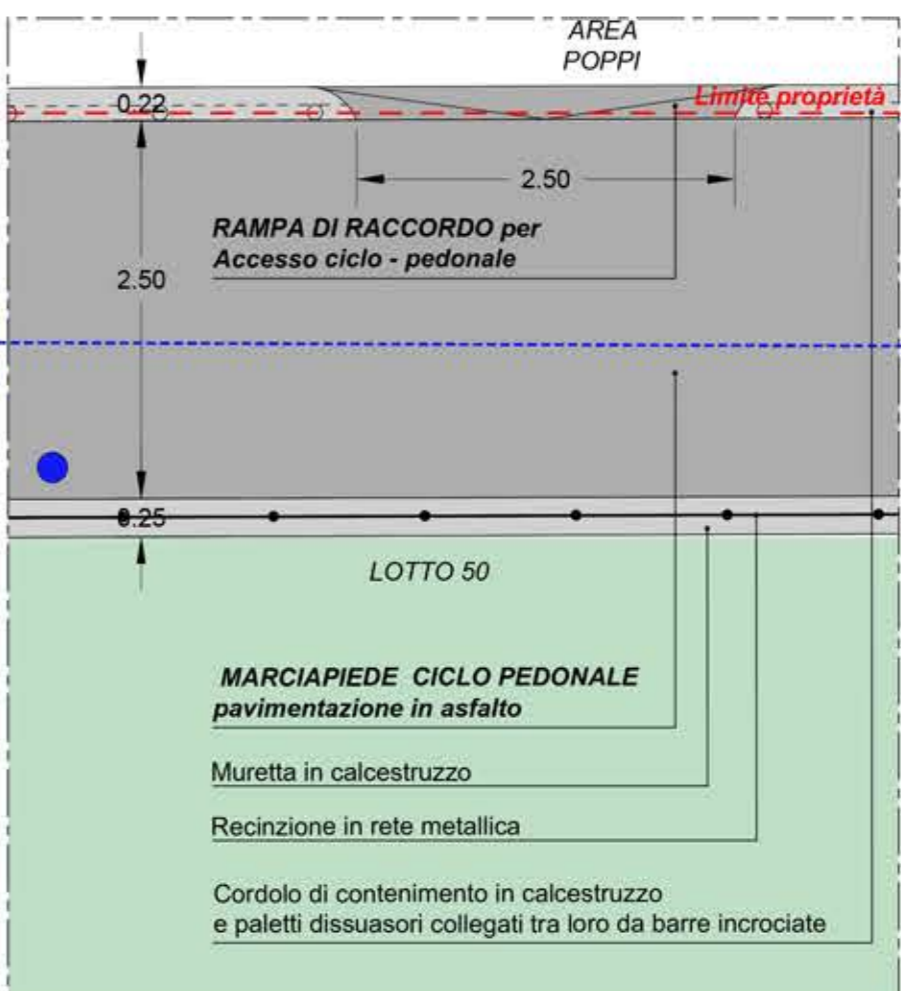 AREA
POPPI
0.22
Limite proprietà
2.50
RAMPA DI RACCORDO per
Accesso ciclo - pedonale
2.50
0.25
LOTTO 50
MARCIAPIEDE CICLO PEDONALE
pavimentazione in asfalto
Muretta in calcestruzzo
Recinzione in rete metallica
Cordolo di contenimento in calcestruzzo
e paletti dissuasori collegati tra loro da barre incrociate